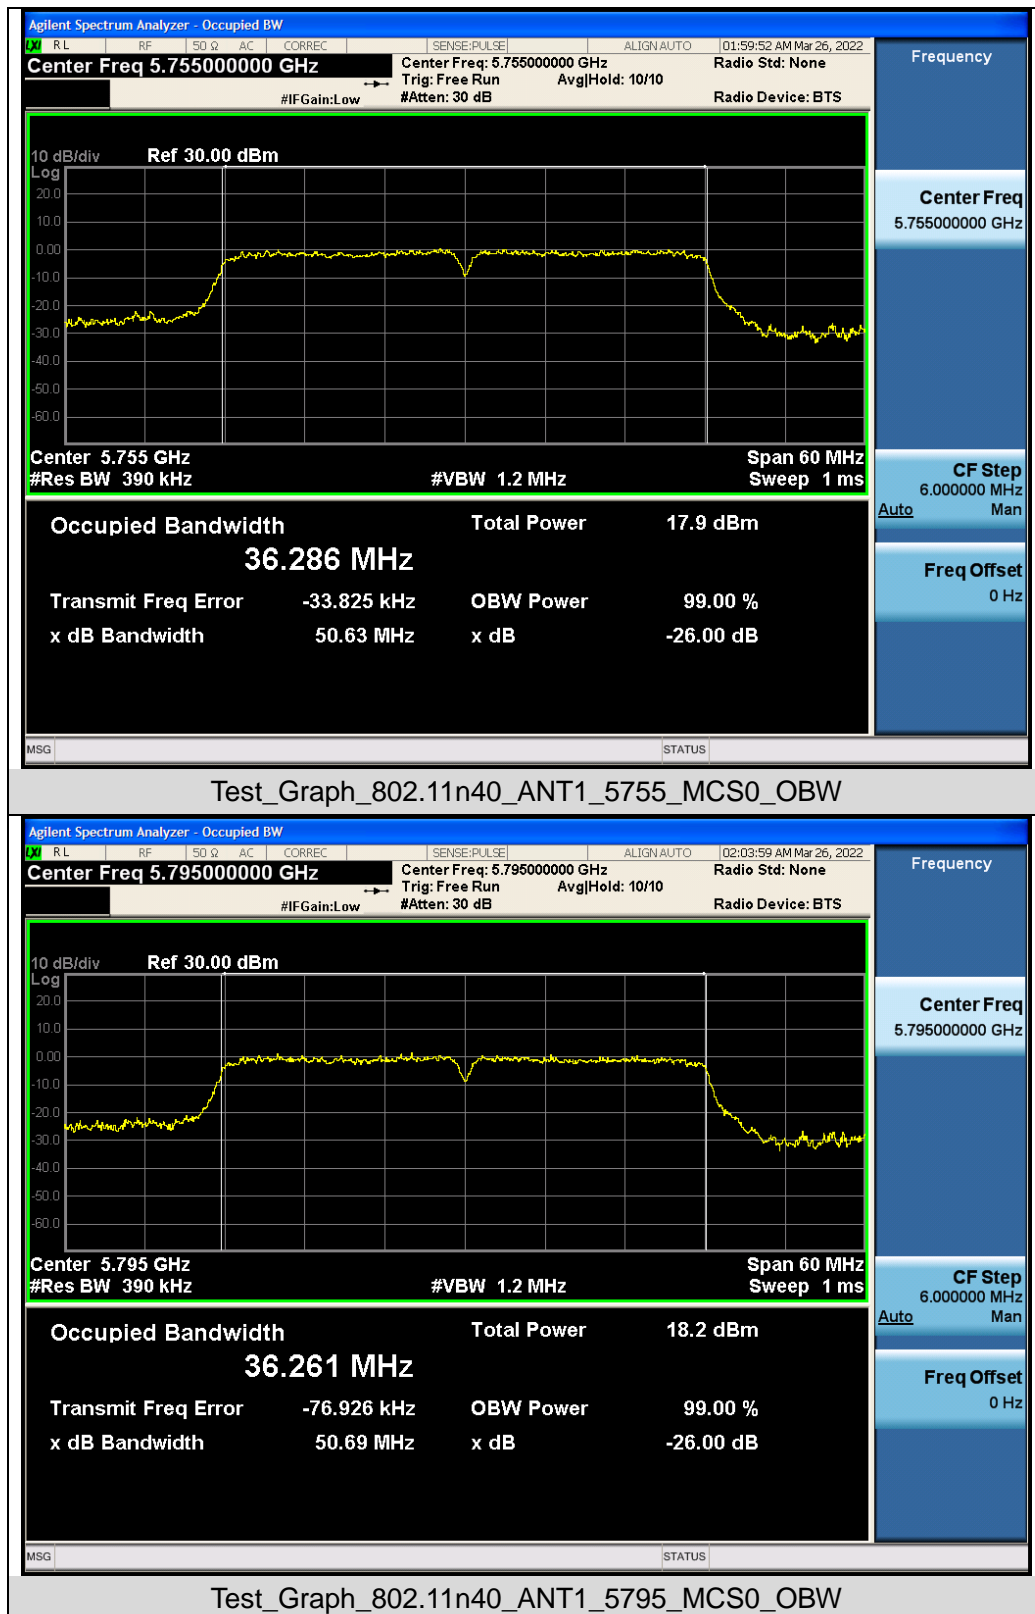 Agilent Spectrum Analyzer - Occupied BW
LXI RL RF 50 Ω AC CORREC SENSE:PULSE ALIGN AUTO 01:59:52 AM Mar 26, 2022
Center Freq 5.755000000 GHz
Center Freq: 5.755000000 GHz
Radio Std: None
Trig: Free Run Avg|Hold: 10/10
#IFGain:Low #Atten: 30 dB Radio Device: BTS
Frequency
10 dB/div Ref 30.00 dBm
Log
20.0
10.0
0.00
-10.0
-20.0
-30.0
-40.0
-50.0
-60.0
Center 5.755 GHz Span 60 MHz
#Res BW 390 kHz #VBW 1.2 MHz Sweep 1 ms
Center Freq
5.755000000 GHz
CF Step
6.000000 MHz
Auto Man
Freq Offset
0 Hz
Occupied Bandwidth Total Power 17.9 dBm
36.286 MHz
Transmit Freq Error -33.825 kHz OBW Power 99.00 %
x dB Bandwidth 50.63 MHz x dB -26.00 dB
MSG STATUS
Test_Graph_802.11n40_ANT1_5755_MCS0_OBW
Agilent Spectrum Analyzer - Occupied BW
LXI RL RF 50 Ω AC CORREC SENSE:PULSE ALIGN AUTO 02:03:59 AM Mar 26, 2022
Center Freq 5.795000000 GHz
Center Freq: 5.795000000 GHz
Radio Std: None
Trig: Free Run Avg|Hold: 10/10
#IFGain:Low #Atten: 30 dB Radio Device: BTS
Frequency
10 dB/div Ref 30.00 dBm
Log
20.0
10.0
0.00
-10.0
-20.0
-30.0
-40.0
-50.0
-60.0
Center 5.795 GHz Span 60 MHz
#Res BW 390 kHz #VBW 1.2 MHz Sweep 1 ms
Center Freq
5.795000000 GHz
CF Step
6.000000 MHz
Auto Man
Freq Offset
0 Hz
Occupied Bandwidth Total Power 18.2 dBm
36.261 MHz
Transmit Freq Error -76.926 kHz OBW Power 99.00 %
x dB Bandwidth 50.69 MHz x dB -26.00 dB
MSG STATUS
Test_Graph_802.11n40_ANT1_5795_MCS0_OBW